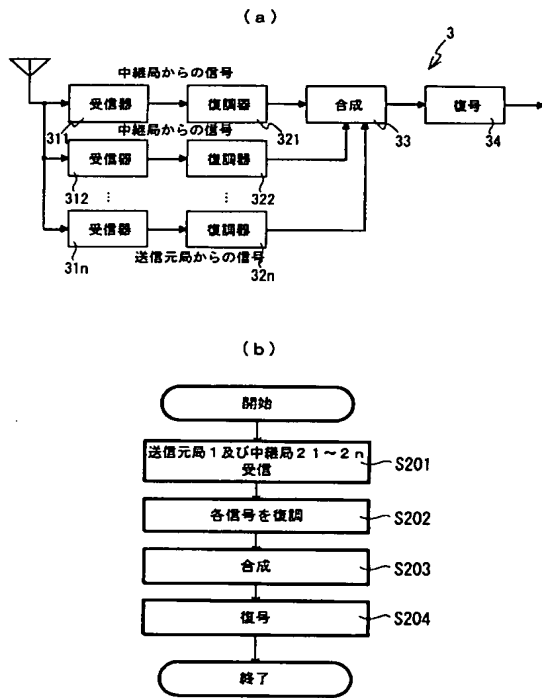 (a)
3
中継局からの信号
受信器
復調器
合成
復号
311
321
33
34
中継局からの信号
受信器
復調器
312
322
⋮
⋮
受信器
復調器
送信元局からの信号
31n
32n
(b)
開始
送信元局1及び中継局21～2n
受信
S201
各信号を復調
S202
合成
S203
復号
S204
終了